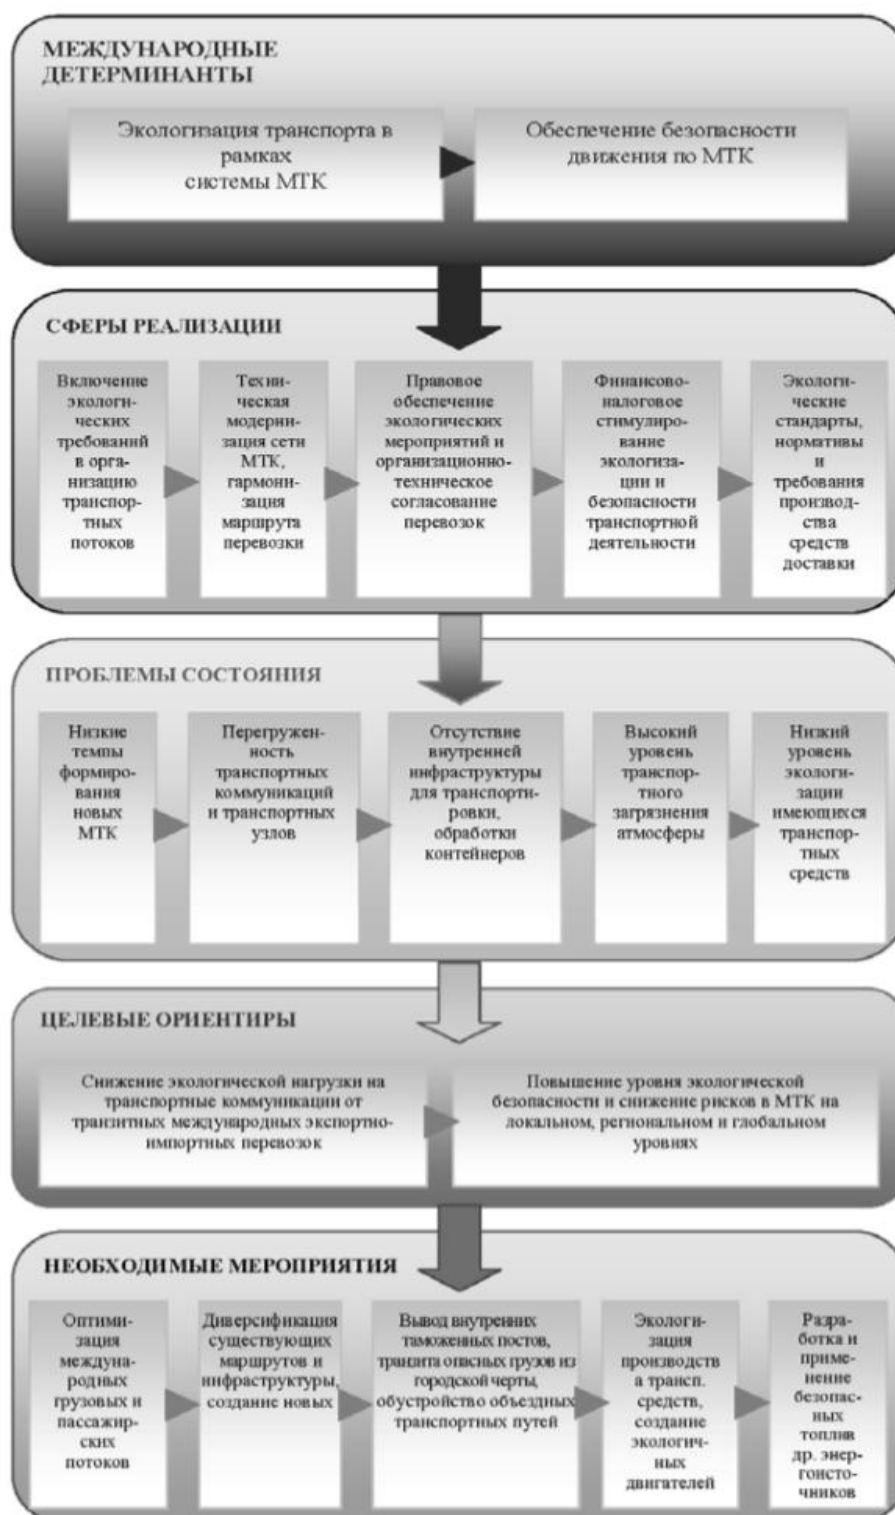 МЕЖДУНАРОДНЫЕ
ДЕТЕРМИНАНТЫ
Экологизация транспорта в
рамках
системы МТК
Обеспечение безопасности
движения по МТК
СФЕРЫ РЕАЛИЗАЦИИ
Включение
экологи-
ческих
требований
в орга-
низацию
транспор-
тных
потоков
Техни-
ческая
модерни-
зация сети
МТК,
гармони-
зация
маршрута
перевозки
Правовое
обеспечение
экологических
мероприятий и
организационно-
техническое
согласование
перевозок
Финансово-
налоговое
стимулиро-
вание
экологиза-
ции и
безопасности
транспортной
деятельности
Экологи-
ческие
стандарты,
нормативы
и
требования
производ-
ства
средств
доставки
ПРОБЛЕМЫ СОСТОЯНИЯ
Низкие
темпы
формиро-
вания
новых
МТК
Перегружен-
ность
транспортных
коммуникаций
и транспортных
узлов
Отсутствие
внутренней
инфраструктуры
для транспорти-
ровки,
обработки
контейнеров
Высокий
уровень
транспор-
тного
загрязнения
атмосферы
Низкий
уровень
экологи-
зации
имеющихся
транспор-
тных
средств
ЦЕЛЕВЫЕ ОРИЕНТИРЫ
Снижение экологической нагрузки на
транспортные коммуникации от
транзитных международных экспортно-
импортных перевозок
Повышение уровня экологической
безопасности и снижение рисков в МТК на
локальном, региональном и глобальном
уровнях
НЕОБХОДИМЫЕ МЕРОПРИЯТИЯ
Оптими-
зация
междуна-
родных
грузовых и
пассажир-
ских
потоков
Диверсификация
существующих
маршрутов и
инфраструктуры,
создание новых
Вывод внутренних
таможенных постов,
транзита опасных грузов из
городской черты,
обустройство объездных
транспортных путей
Экологи-
зация
производств
а трансп.
средств,
создание
экологич-
ных
двигателей
Разра-
ботка и
приме-
нение
безопас-
ных
топлив
др. энер-
гоисто-
чников